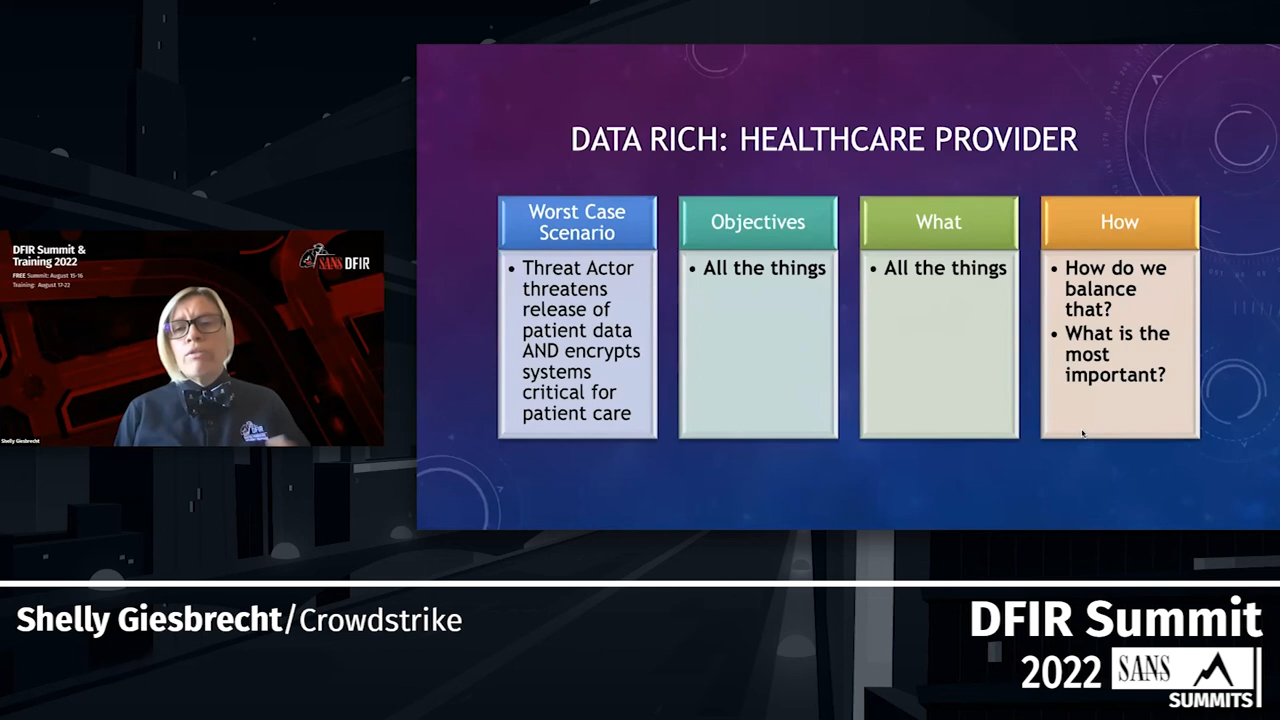 DATA RICH: HEALTHCARE PROVIDER
Worst Case
Scenario
• Threat Actor
threatens
release of
patient data
AND encrypts
systems
critical for
patient care
Objectives
• All the things
What
• All the things
How
• How do we
balance
that?
• What is the
most
important?
DFIR Summit &
Training 2022
FREE Summit: August 15-16
Training: August 17-22
SANS DFIR
DFIR
Shelly Giesbrecht
Shelly Giesbrecht/Crowdstrike
DFIR Summit
2022 SANS
SUMMITS